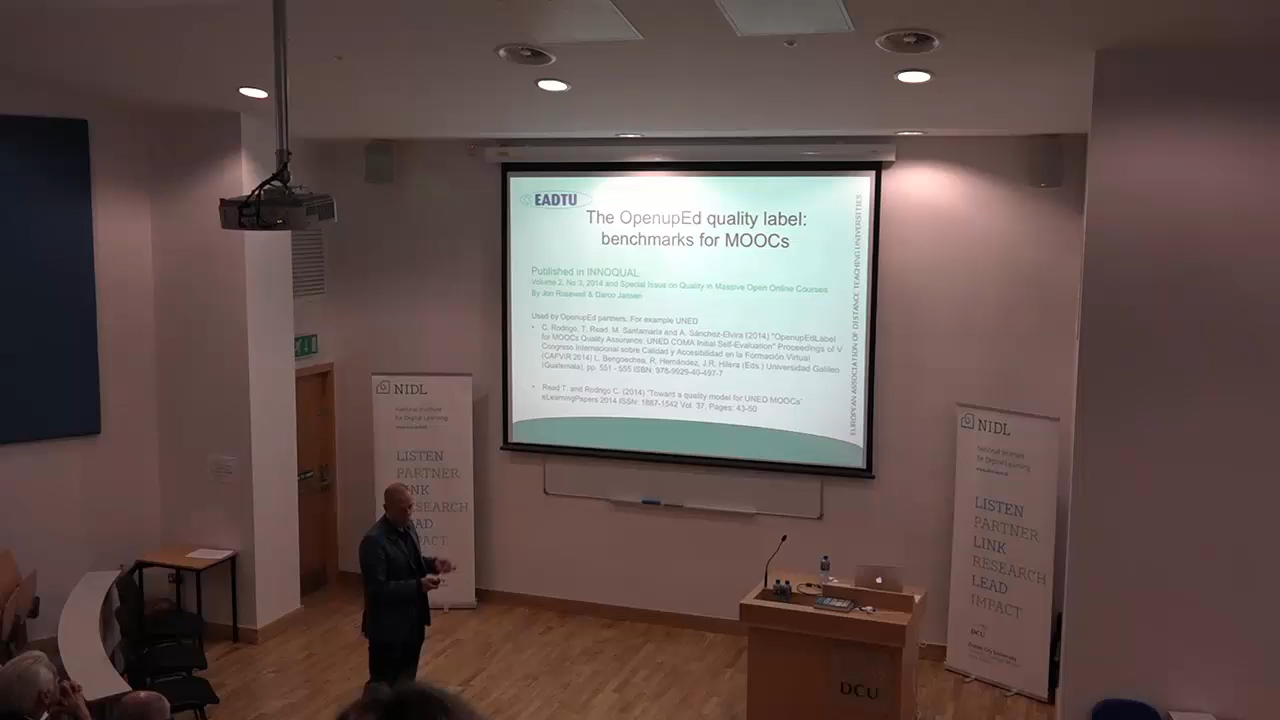 EADTU
The OpenupEd quality label:
benchmarks for MOOCs
Published in INNOQUAL
Volume 2, No 3, 2014 and Special Issue on Quality in Massive Open Online Courses
By Jon Rosewell & Darco Jansen
Used by OpenupEd partners. For example UNED
• C. Rodrigo, T. Read, M. Santamaria and A. Sánchez-Elvira (2014) "OpenupEdLabel
for MOOCs Quality Assurance: UNED COMA Initial Self-Evaluation" Proceedings of V
Congreso Internacional sobre Calidad y Accesibilidad en la Formación Virtual
(CAFVIR 2014) L. Bengoechea, R. Hernández, J.R. Hilera (Eds.) Universidad Galileo
(Guatemala), pp. 551 - 555 ISBN: 978-9929-40-497-7
• Read T. and Rodrigo C. (2014) "Toward a quality model for UNED MOOCs"
eLearningPapers 2014 ISSN: 1887-1542 Vol. 37, Pages: 43-50
EUROPEAN ASSOCIATION OF DISTANCE TEACHING UNIVERSITIES
NIDL
National Institute
for Digital Learning
LISTEN
PARTNER
LINK
RESEARCH
LEAD
IMPACT
NIDL
National Institute
for Digital Learning
LISTEN
PARTNER
LINK
RESEARCH
LEAD
IMPACT
DCU
Dublin City University
DCU